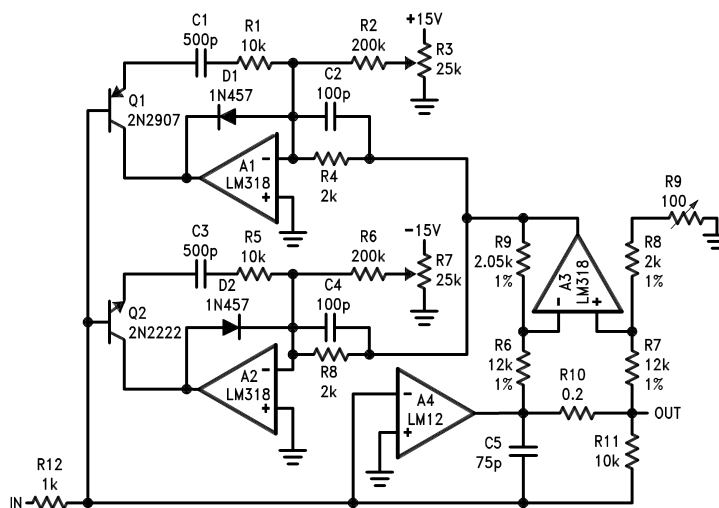 C1
500p
R1
10k
R2
200k
+15V
R3
25k
D1
1N457
C2
100p
Q1
2N2907
A1
LM318
−
+
R4
2k
C3
500p
R5
10k
R6
200k
−15V
R7
25k
D2
1N457
C4
100p
Q2
2N2222
A2
LM318
−
+
R8
2k
R9
100
R9
2.05k
1%
A3
LM318
−
+
R8
2k
1%
R6
12k
1%
R7
12k
1%
A4
LM12
−
+
R10
0.2
OUT
C5
75p
R11
10k
R12
1k
IN